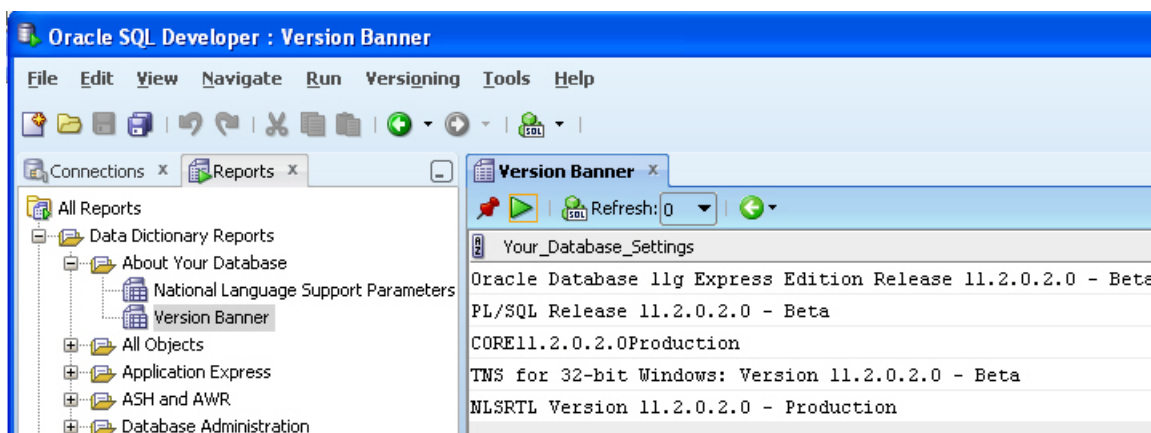 Oracle SQL Developer : Version Banner
File Edit View Navigate Run Versioning Tools Help
SQL
Connections x Reports x
All Reports
Data Dictionary Reports
About Your Database
National Language Support Parameters
Version Banner
All Objects
Application Express
ASH and AWR
Database Administration
Version Banner x
SQL Refresh: 0
A Z Your_Database_Settings
Oracle Database 11g Express Edition Release 11.2.0.2.0 - Beta
PL/SQL Release 11.2.0.2.0 - Beta
CORE11.2.0.2.0Production
TNS for 32-bit Windows: Version 11.2.0.2.0 - Beta
NLSRTL Version 11.2.0.2.0 - Production